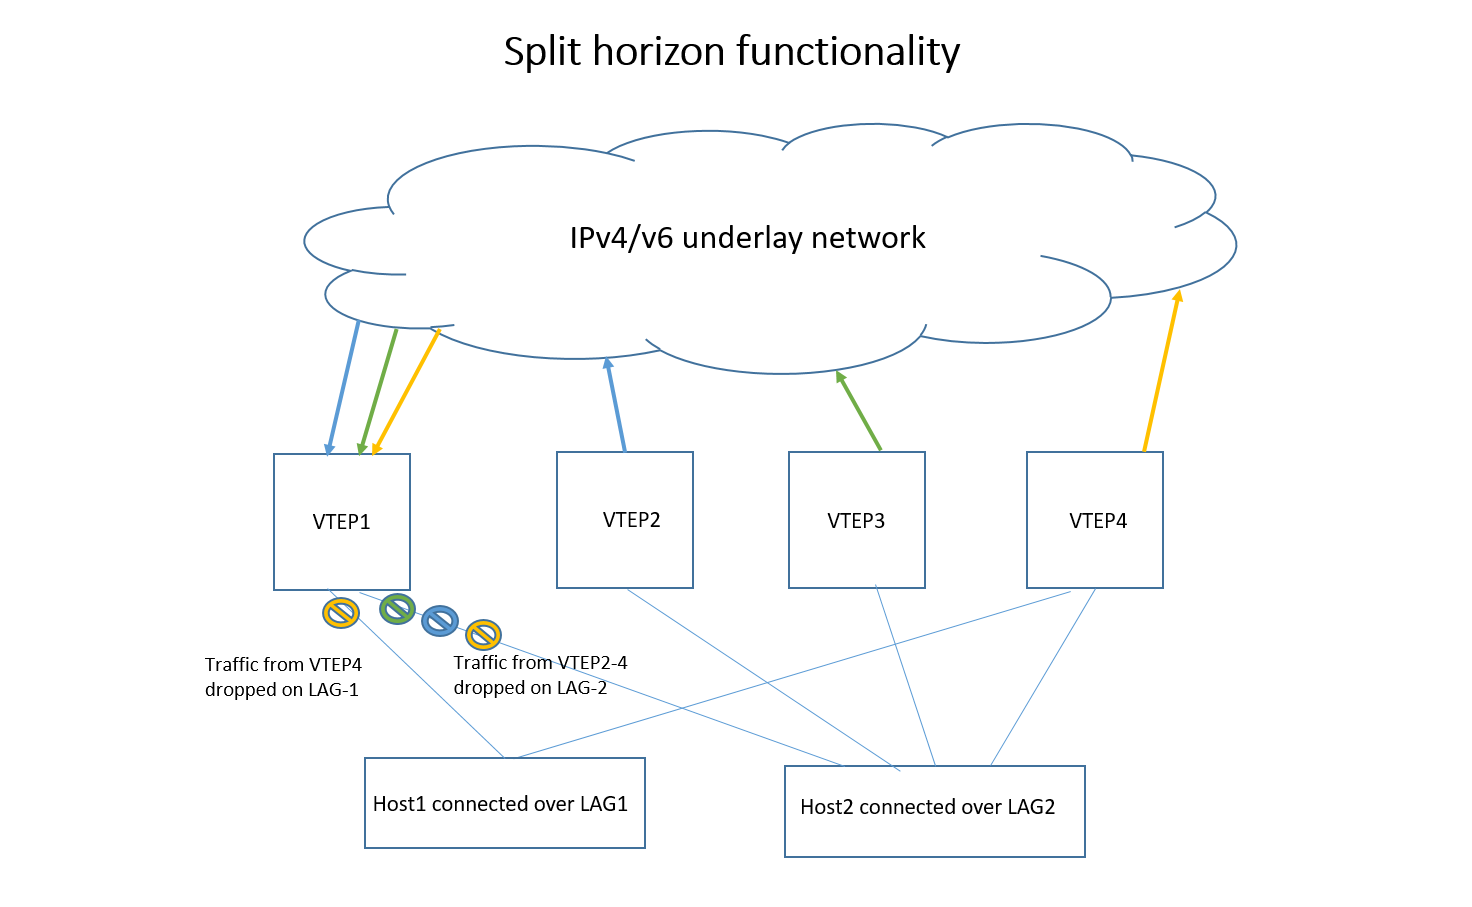 Split horizon functionality
IPv4/v6 underlay network
VTEP1
VTEP2
VTEP3
VTEP4
Traffic from VTEP4
dropped on LAG-1
Traffic from VTEP2-4
dropped on LAG-2
Host1 connected over LAG1
Host2 connected over LAG2